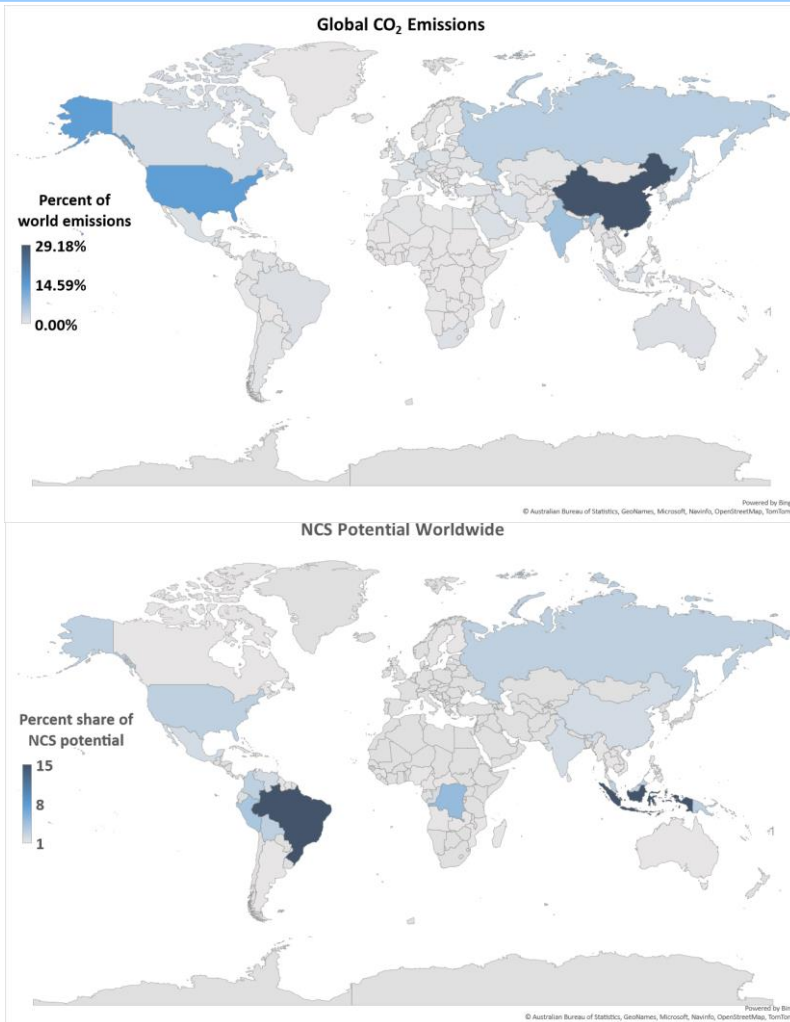 Global CO₂ Emissions
Percent of
world emissions
29.18%
14.59%
0.00%
Powered by Bing
© Australian Bureau of Statistics, GeoNames, Microsoft, Navinfo, OpenStreetMap, TomTom
NCS Potential Worldwide
Percent share of
NCS potential
15
8
1
Powered by Bing
© Australian Bureau of Statistics, GeoNames, Microsoft, Navinfo, OpenStreetMap, TomTom